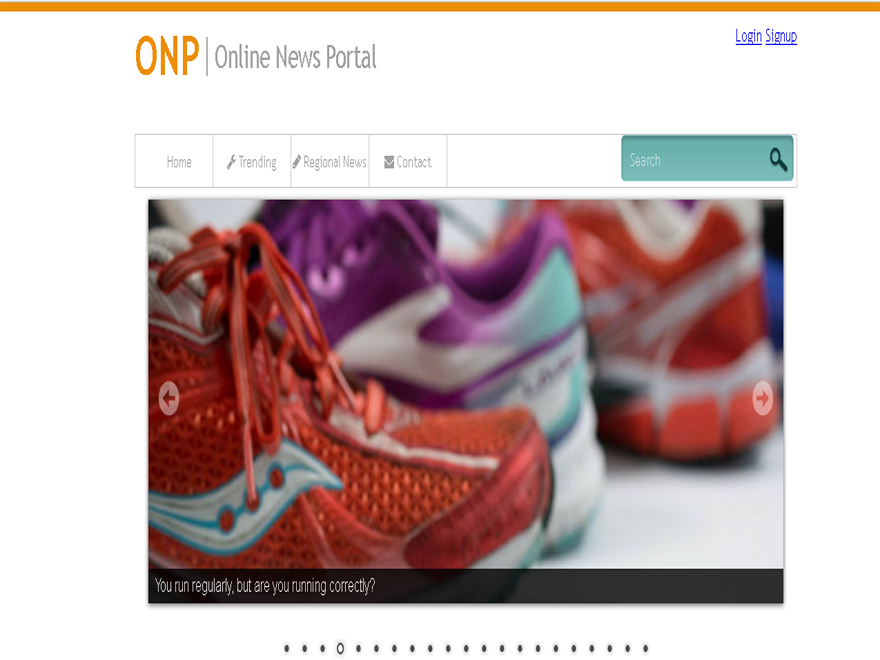 Login Signup
ONP | Online News Portal
Home Trending Regional News Contact Search
You run regularly, but are you running correctly?